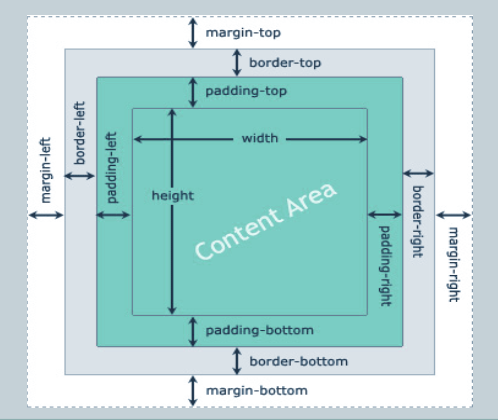 margin-top
border-top
padding-top
width
margin-left
border-left
padding-left
height
Content Area
padding-right
border-right
margin-right
padding-bottom
border-bottom
margin-bottom